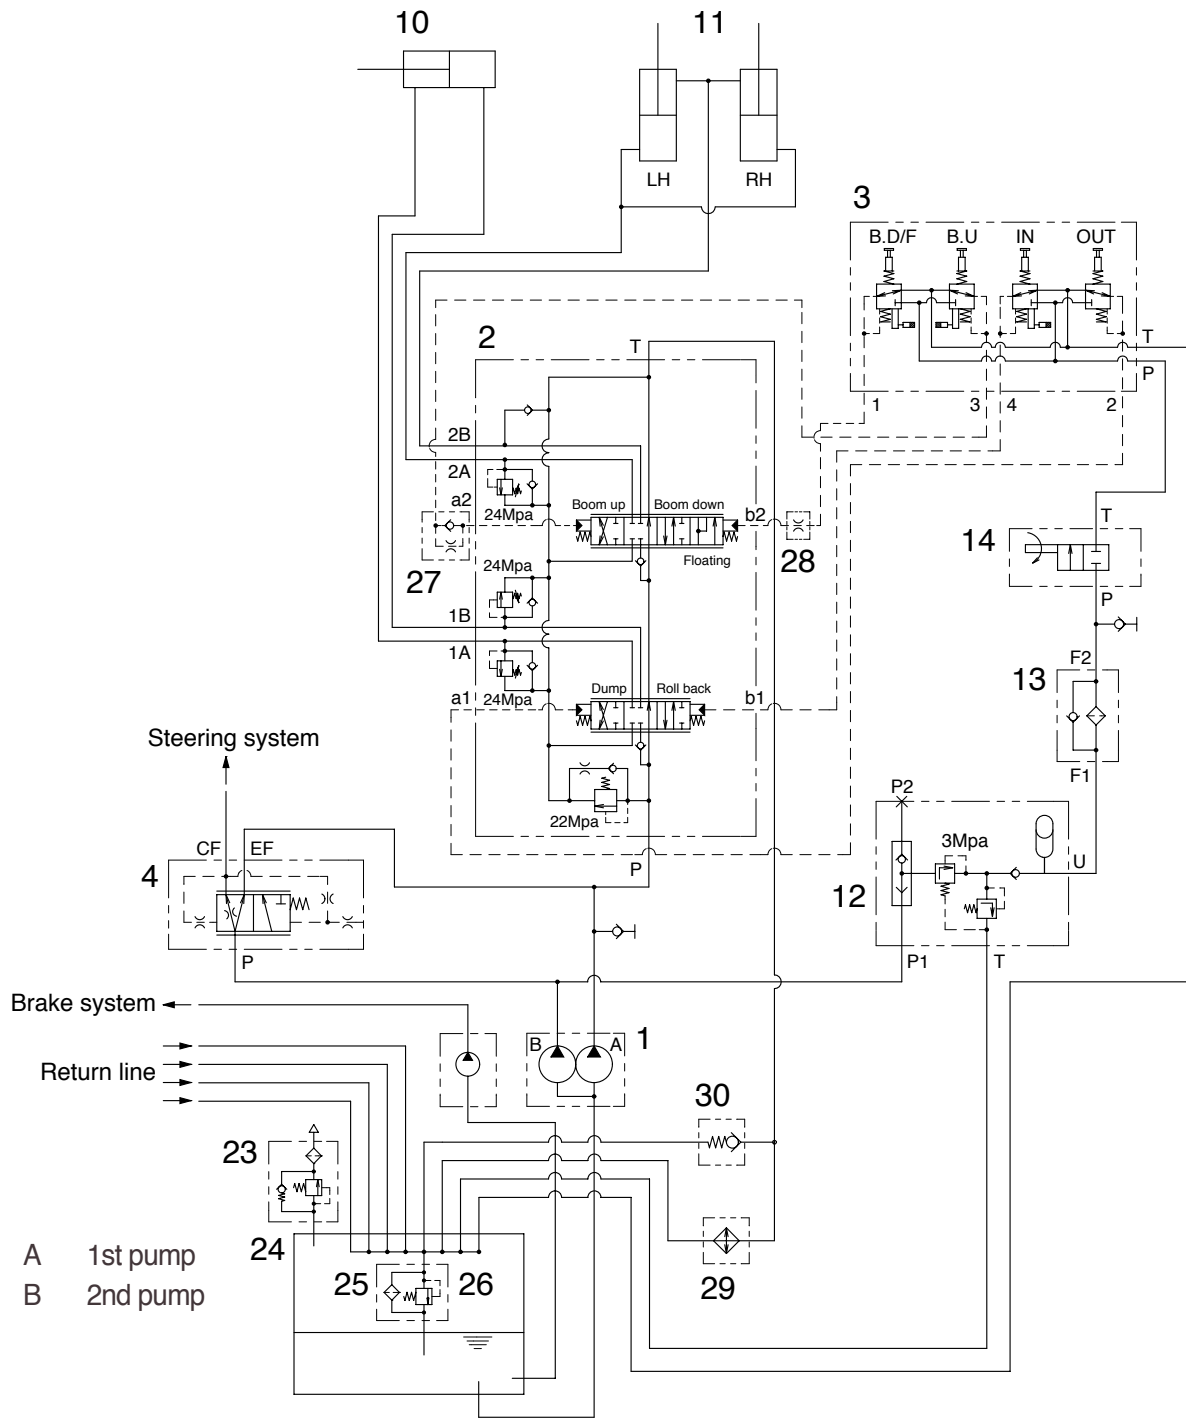 10
11
LH
RH
3
B.D/F
B.U
IN
OUT
T
P
1
3
4
2
2
T
2B
2A
a2
24Mpa
Boom up
Boom down
b2
Floating
27
28
24Mpa
1B
1A
24Mpa
a1
Dump
Roll back
b1
22Mpa
P
T
14
P
F2
13
F1
P2
3Mpa
U
12
P1
T
Steering system
CF
EF
4
P
Brake system
Return line
B
A
1
30
23
24
25
26
29
A 1st pump
B 2nd pump